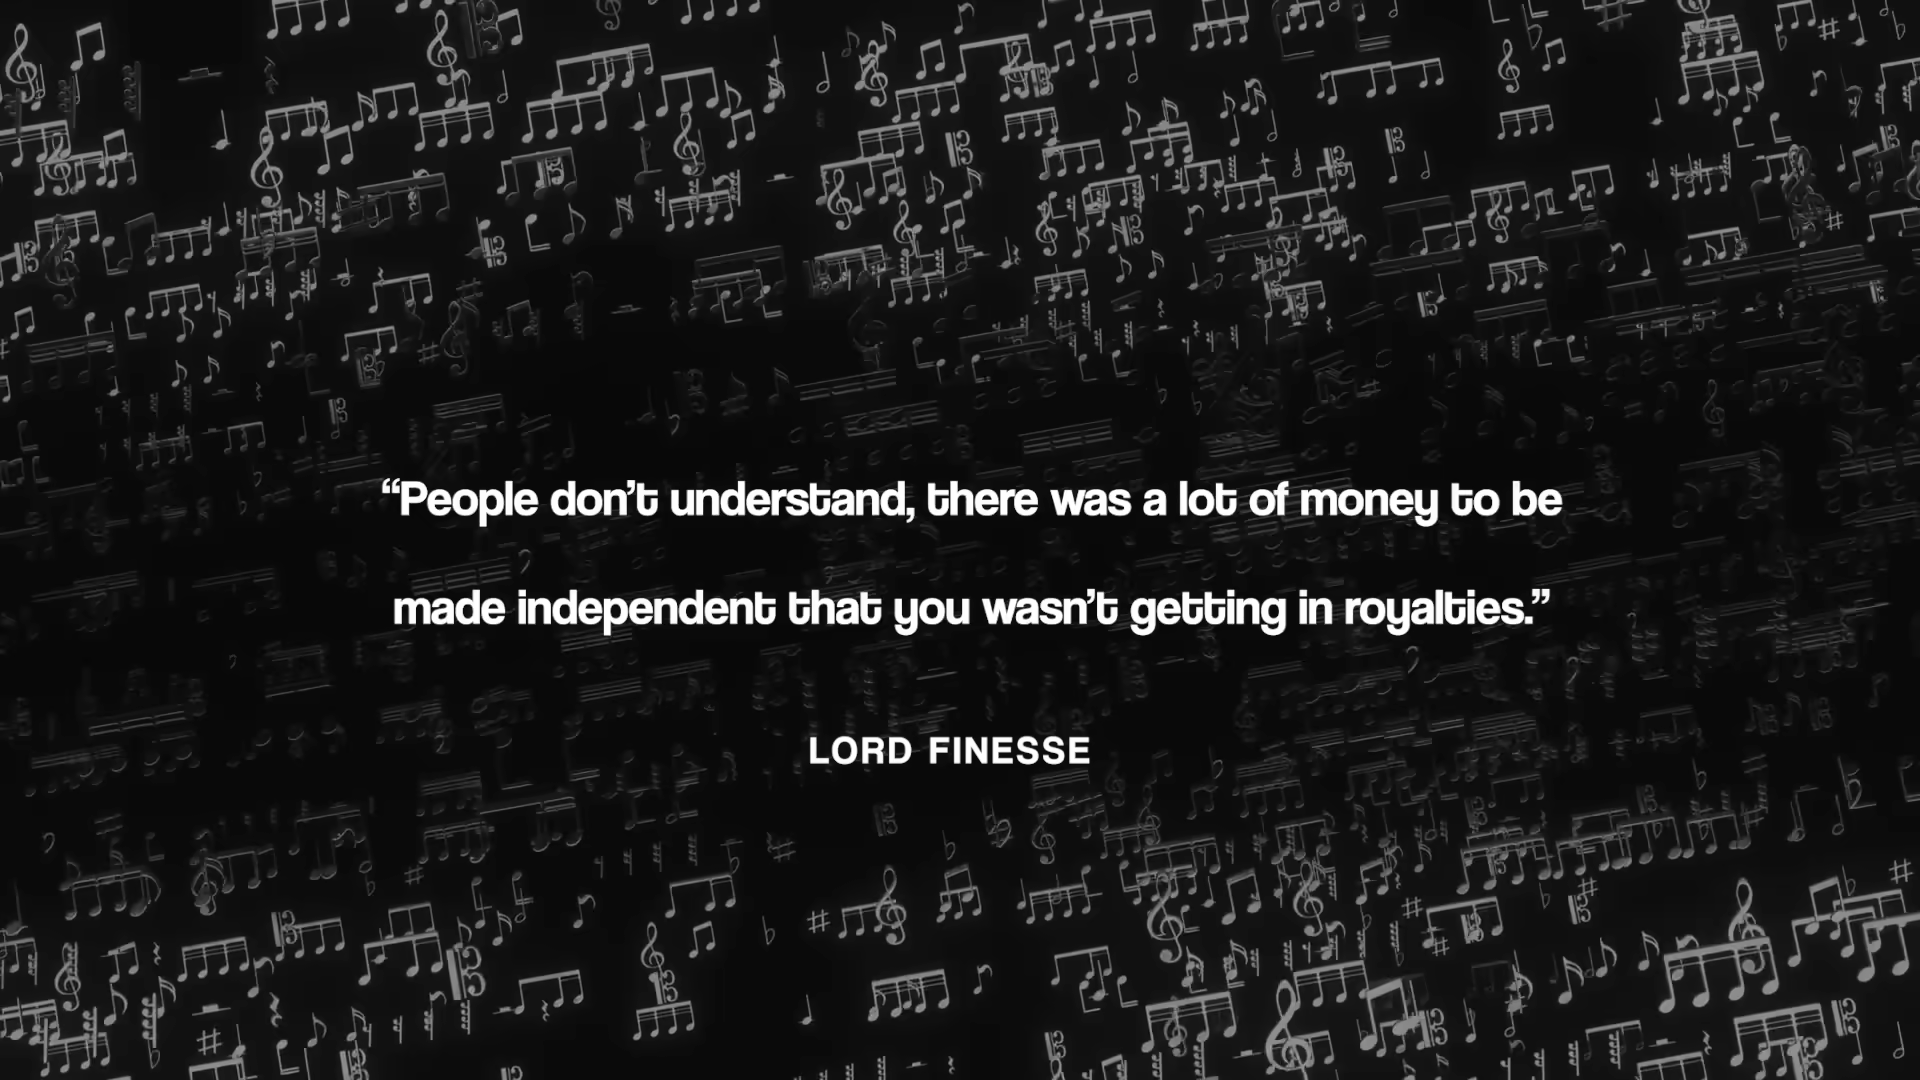 “People don’t understand, there was a lot of money to be
made independent that you wasn’t getting in royalties.”
LORD FINESSE